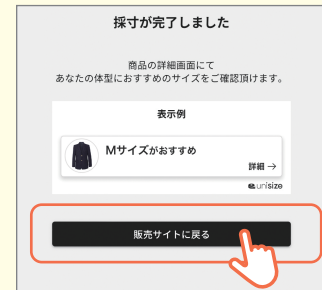 採寸が完了しました
商品の詳細画面にて
あなたの体型におすすめのサイズをご確認頂けます。
表示例
Mサイズがおすすめ
詳細 →
unisize
販売サイトに戻る